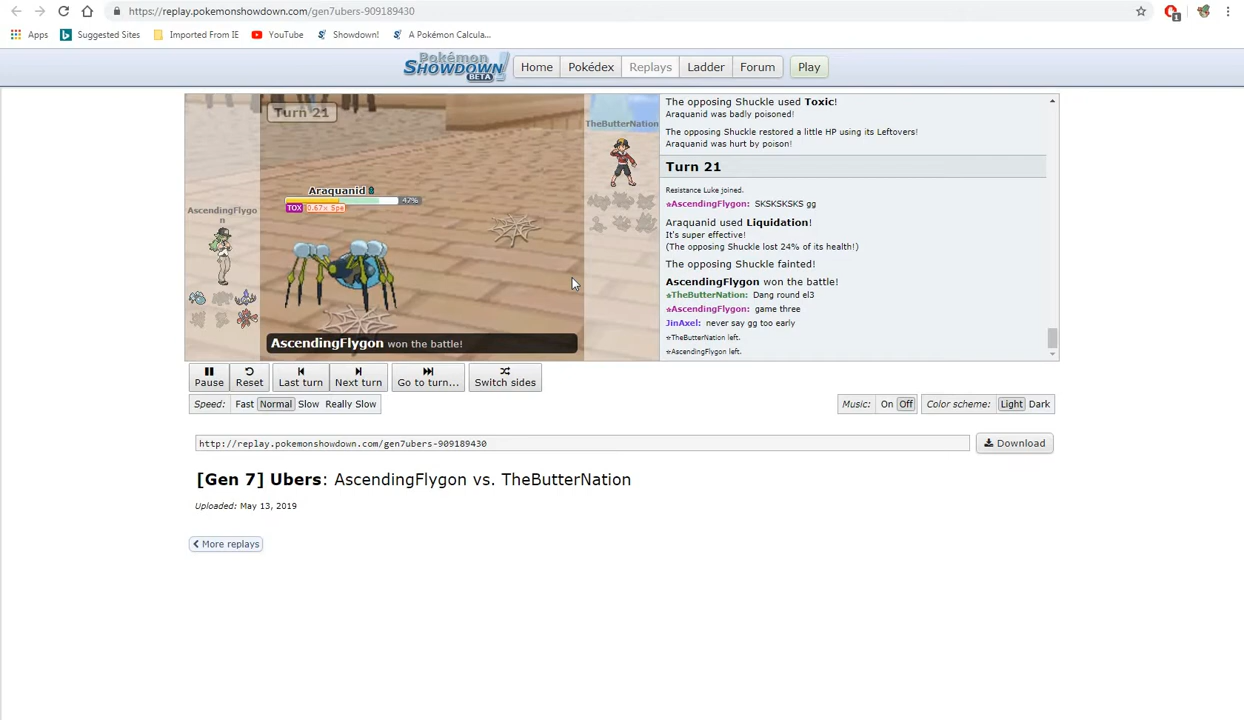 https://replay.pokemonshowdown.com/gen7ubers-909189430
1
Apps
Suggested Sites
Imported From IE
YouTube
Showdown!
A Pokémon Calcula...
Pokémon
SHOWDOWN!
BETA
Home
Pokédex
Replays
Ladder
Forum
Play
Turn 21
TheButterNation
AscendingFlygo
n
Araquanid
47%
TOX 0.67× Spe
AscendingFlygon won the battle!
The opposing Shuckle used Toxic!
Araquanid was badly poisoned!
The opposing Shuckle restored a little HP using its Leftovers!
Araquanid was hurt by poison!
Turn 21
Resistance Luke joined.
☆AscendingFlygon: SKSKSKSKS gg
Araquanid used Liquidation!
It's super effective!
(The opposing Shuckle lost 24% of its health!)
The opposing Shuckle fainted!
AscendingFlygon won the battle!
☆TheButterNation: Dang round el3
☆AscendingFlygon: game three
JinAxel: never say gg too early
☆TheButterNation left.
☆AscendingFlygon left.
Pause
Reset
Last turn
Next turn
Go to turn...
Switch sides
Speed: Fast Normal Slow Really Slow
Music: On Off
Color scheme: Light Dark
http://replay.pokemonshowdown.com/gen7ubers-909189430
Download
[Gen 7] Ubers: AscendingFlygon vs. TheButterNation
Uploaded: May 13, 2019
More replays